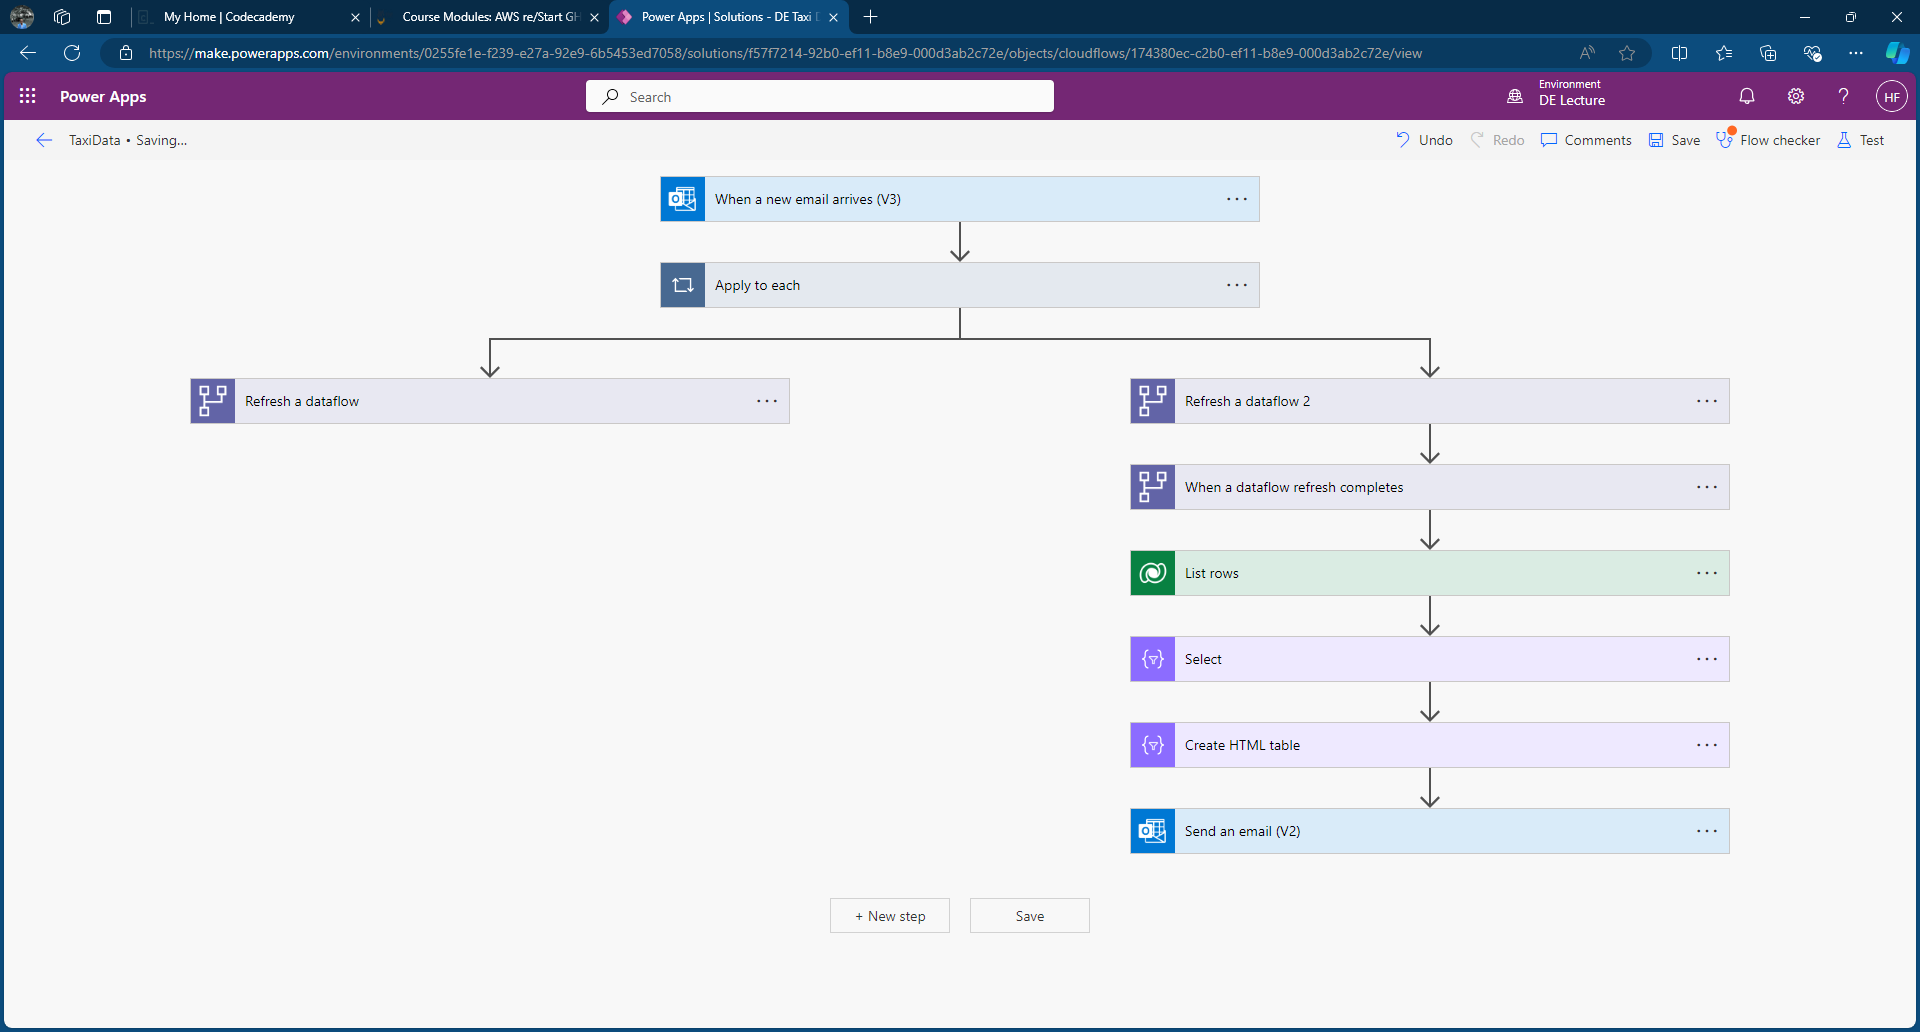 My Home | Codecademy
Course Modules: AWS re/Start GH
Power Apps | Solutions - DE Taxi D
https://make.powerapps.com/environments/0255fe1e-f239-e27a-92e9-6b5453ed7058/solutions/f57f7214-92b0-ef11-b8e9-000d3ab2c72e/objects/cloudflows/174380ec-c2b0-ef11-b8e9-000d3ab2c72e/view
Power Apps
Search
Environment
DE Lecture
HF
TaxiData • Saving...
Undo
Redo
Comments
Save
Flow checker
Test
When a new email arrives (V3)
Apply to each
Refresh a dataflow
Refresh a dataflow 2
When a dataflow refresh completes
List rows
Select
Create HTML table
Send an email (V2)
+ New step
Save